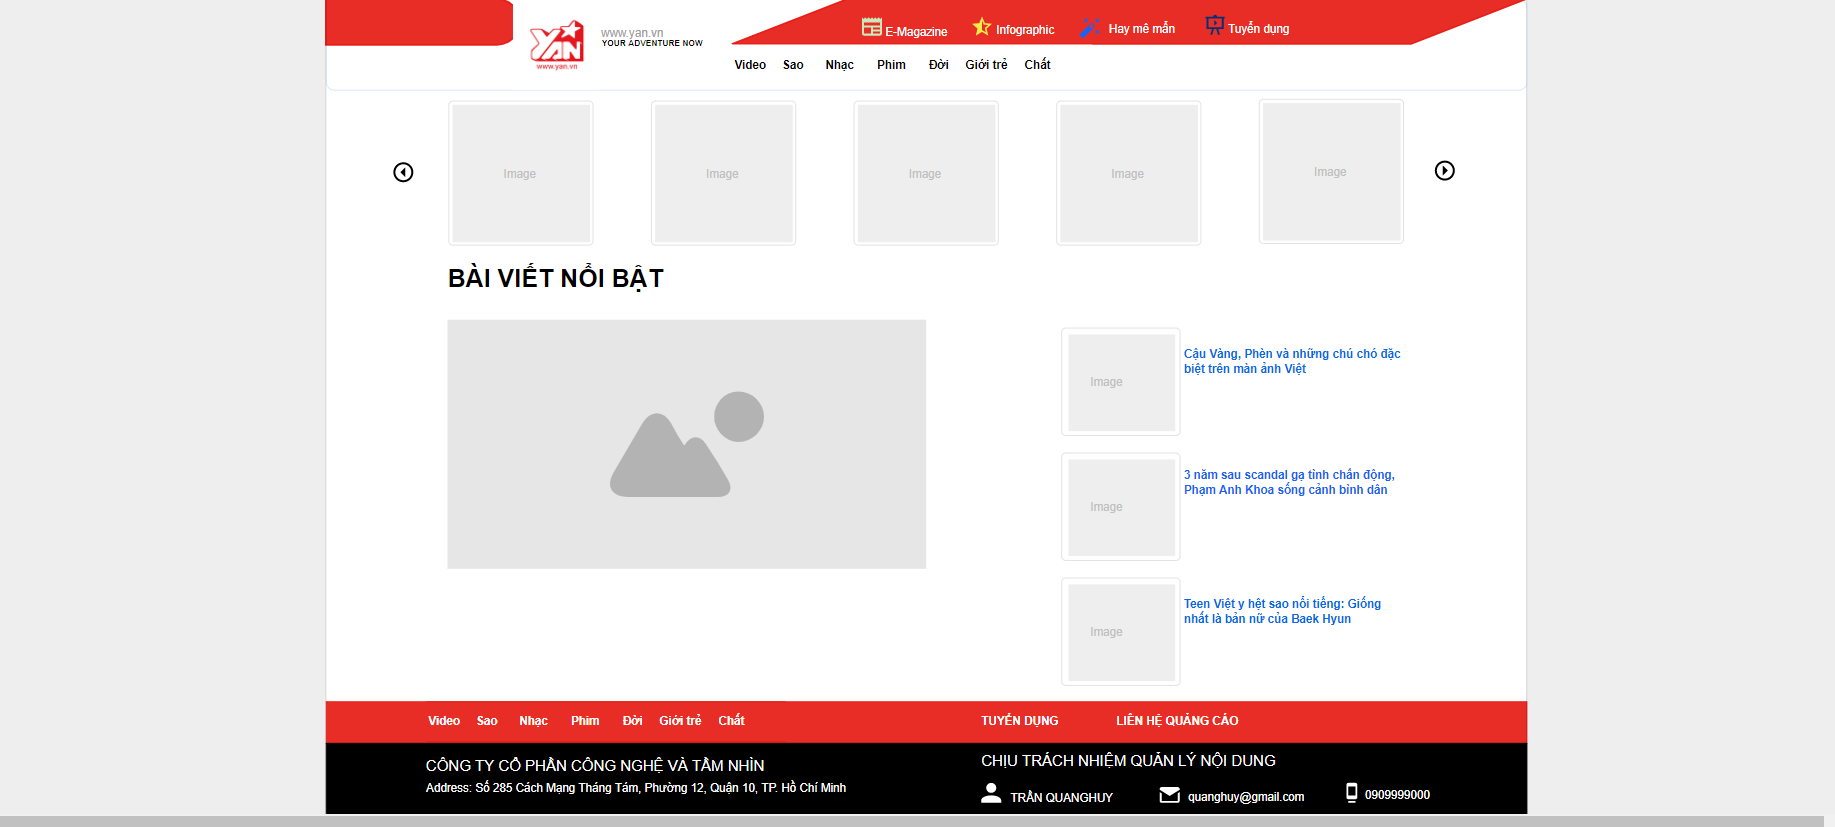 YAN
www.yan.vn
www.yan.vn
YOUR ADVENTURE NOW
E-Magazine Infographic Hay mê mẩn Tuyển dụng
Video Sao Nhạc Phim Đời Giới trẻ Chất
Image Image Image Image Image
BÀI VIẾT NỔI BẬT
Image
Cậu Vàng, Phèn và những chú chó đặc
biệt trên màn ảnh Việt
Image
3 năm sau scandal gạ tình chấn động,
Phạm Anh Khoa sống cảnh bình dân
Image
Teen Việt y hệt sao nổi tiếng: Giống
nhất là bản nữ của Baek Hyun
Video Sao Nhạc Phim Đời Giới trẻ Chất
TUYỂN DỤNG LIÊN HỆ QUẢNG CÁO
CÔNG TY CỔ PHẦN CÔNG NGHỆ VÀ TẦM NHÌN
Address: Số 285 Cách Mạng Tháng Tám, Phường 12, Quận 10, TP. Hồ Chí Minh
CHỊU TRÁCH NHIỆM QUẢN LÝ NỘI DUNG
TRẦN QUANGHUY quanghuy@gmail.com 0909999000